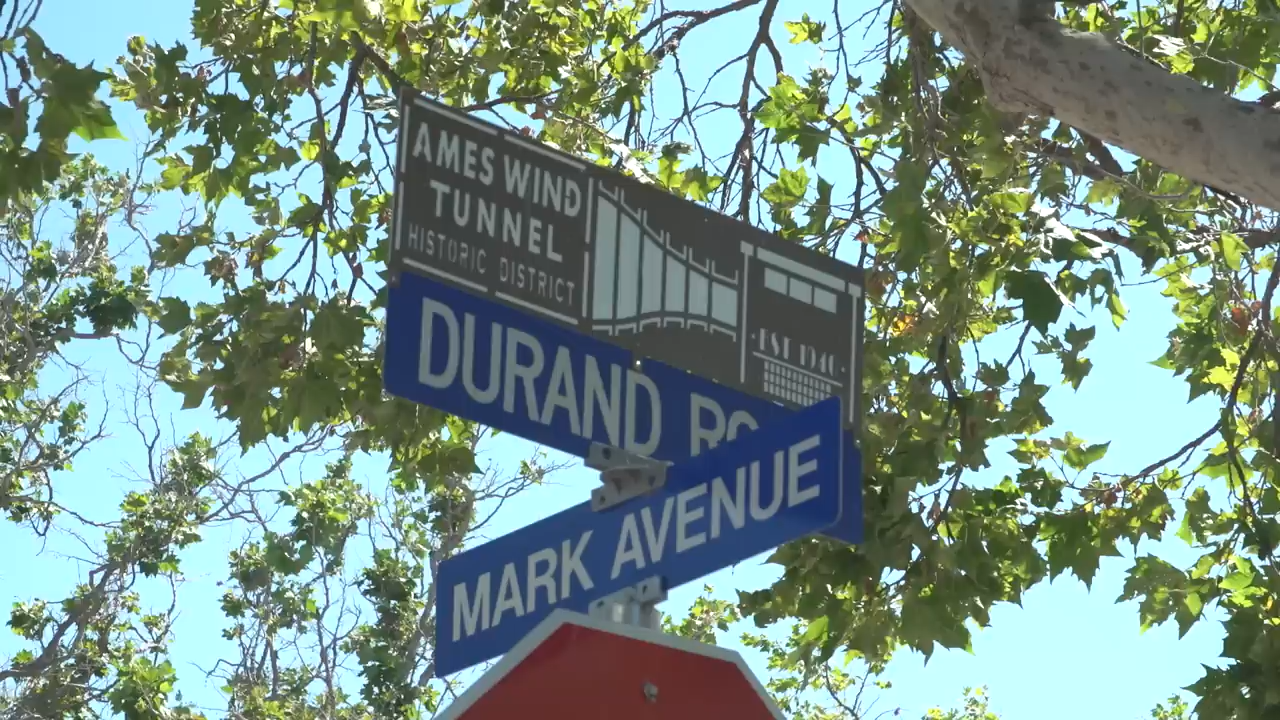 AMES WIND
TUNNEL
HISTORIC DISTRICT
EST 1940
DURAND
MARK AVENUE